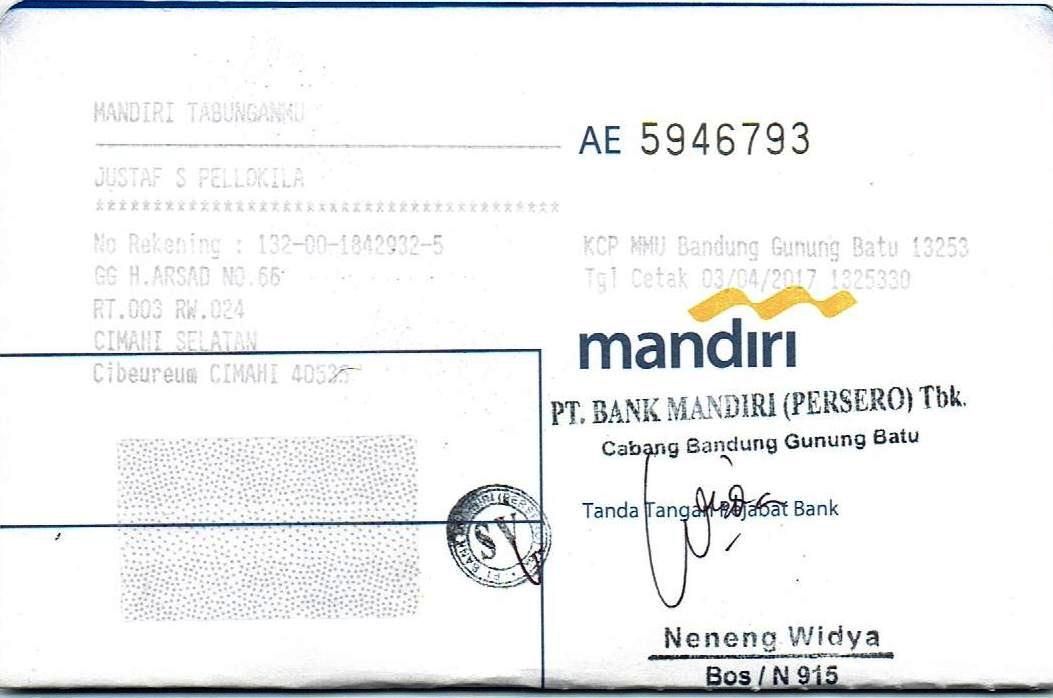 MANDIRI TABUNGANMU
AE 5946793
JUSTAF S PELLOKILA
****************************************
No Rekening : 132-00-1842932-5
GG H.ARSAD NO.66
RT.003 RW.024
CIMAHI SELATAN
Cibeureum CIMAHI 40535
KCP MMU Bandung Gunung Batu 13253
Tgl Cetak 03/04/2017 1325330
mandiri
PT. BANK MANDIRI (PERSERO) Tbk.
Cabang Bandung Gunung Batu
Tanda Tangan Pejabat Bank
SV
Neneng Widya
Bos / N 915